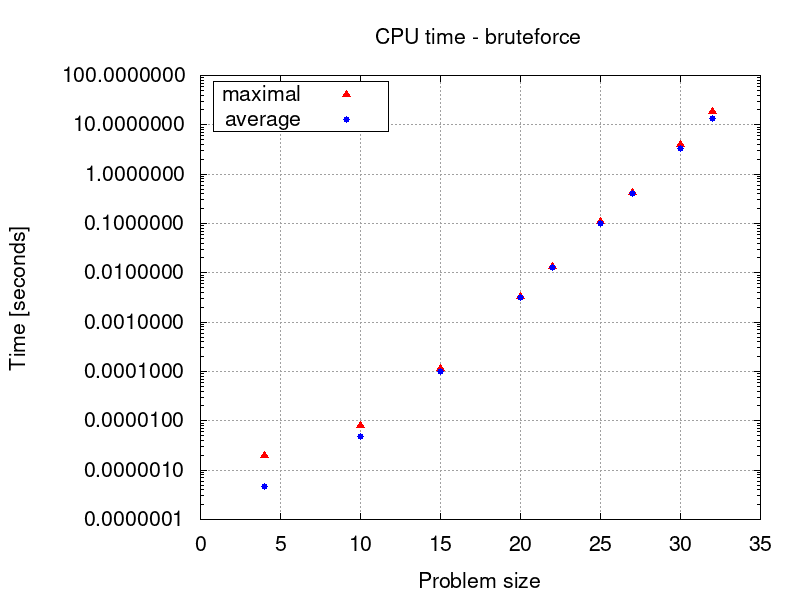 CPU time - bruteforce
100.0000000
10.0000000
1.0000000
0.1000000
0.0100000
0.0010000
0.0001000
0.0000100
0.0000010
0.0000001
maximal
average
Time [seconds]
0 5 10 15 20 25 30 35
Problem size